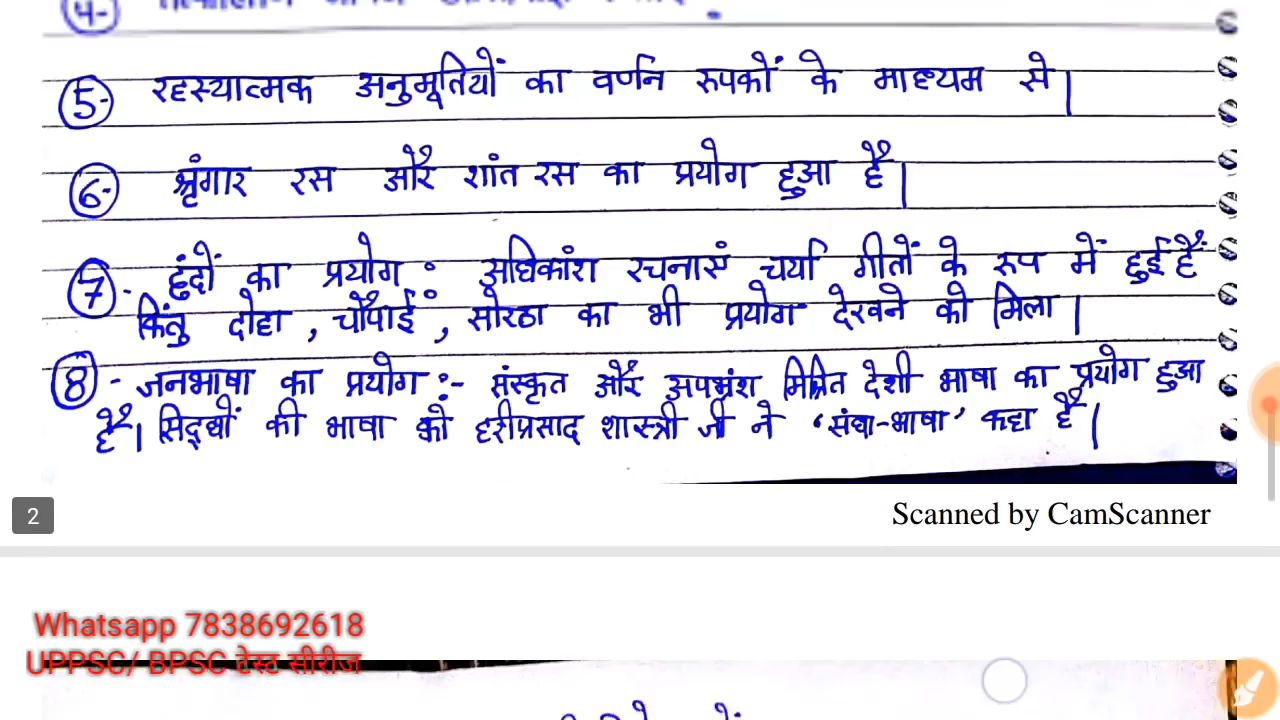 4-
5- रहस्यात्मक अनुभूतियों का वर्णन रूपकों के माध्यम से।
6- श्रृंगार रस और शांत रस का प्रयोग हुआ है।
7- छंदों का प्रयोग : अधिकांश रचनाएं चर्या गीतों के रूप में हुई हैं
किंतु दोहा, चौपाई, सोरठा का भी प्रयोग देखने को मिला।
8- जनभाषा का प्रयोग :- संस्कृत और अपभ्रंश मिश्रित देशी भाषा का प्रयोग हुआ
है। सिद्धों की भाषा को हरीप्रसाद शास्त्री जी ने 'संधा-भाषा' कहा है।
2
Scanned by CamScanner
Whatsapp 7838692618
UPPSC/ BPSC टेस्ट सीरीज